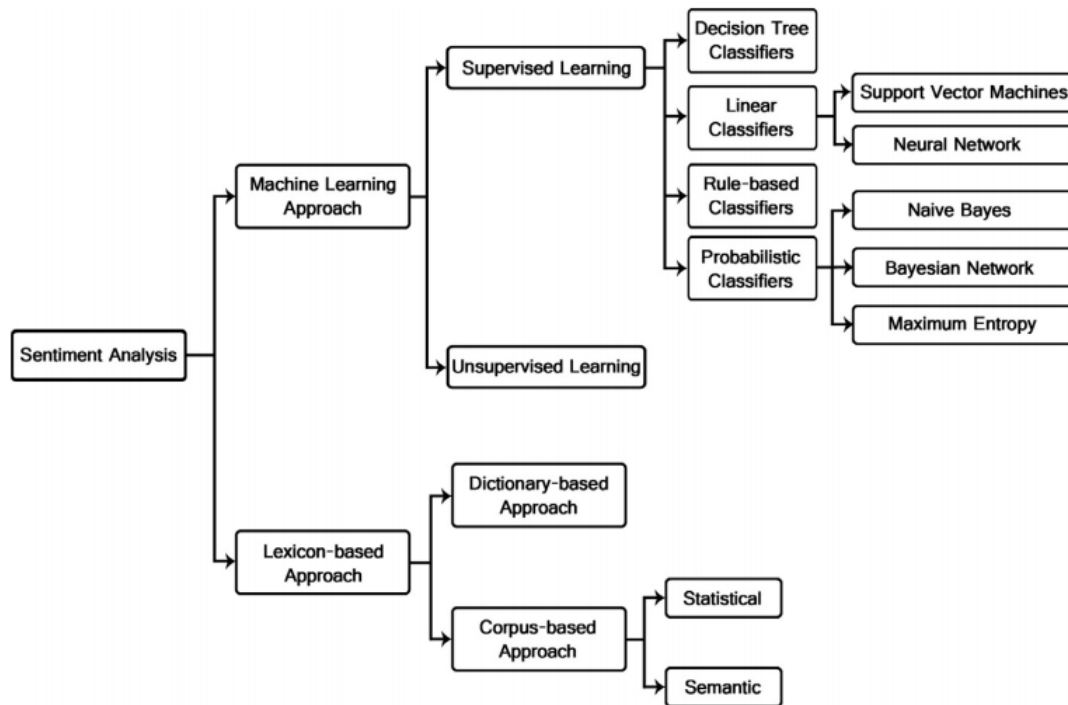 Decision Tree
Classifiers
Supervised Learning
Linear
Classifiers
Support Vector Machines
Neural Network
Machine Learning
Approach
Rule-based
Classifiers
Naive Bayes
Probabilistic
Classifiers
Bayesian Network
Maximum Entropy
Sentiment Analysis
Unsupervised Learning
Dictionary-based
Approach
Lexicon-based
Approach
Statistical
Corpus-based
Approach
Semantic